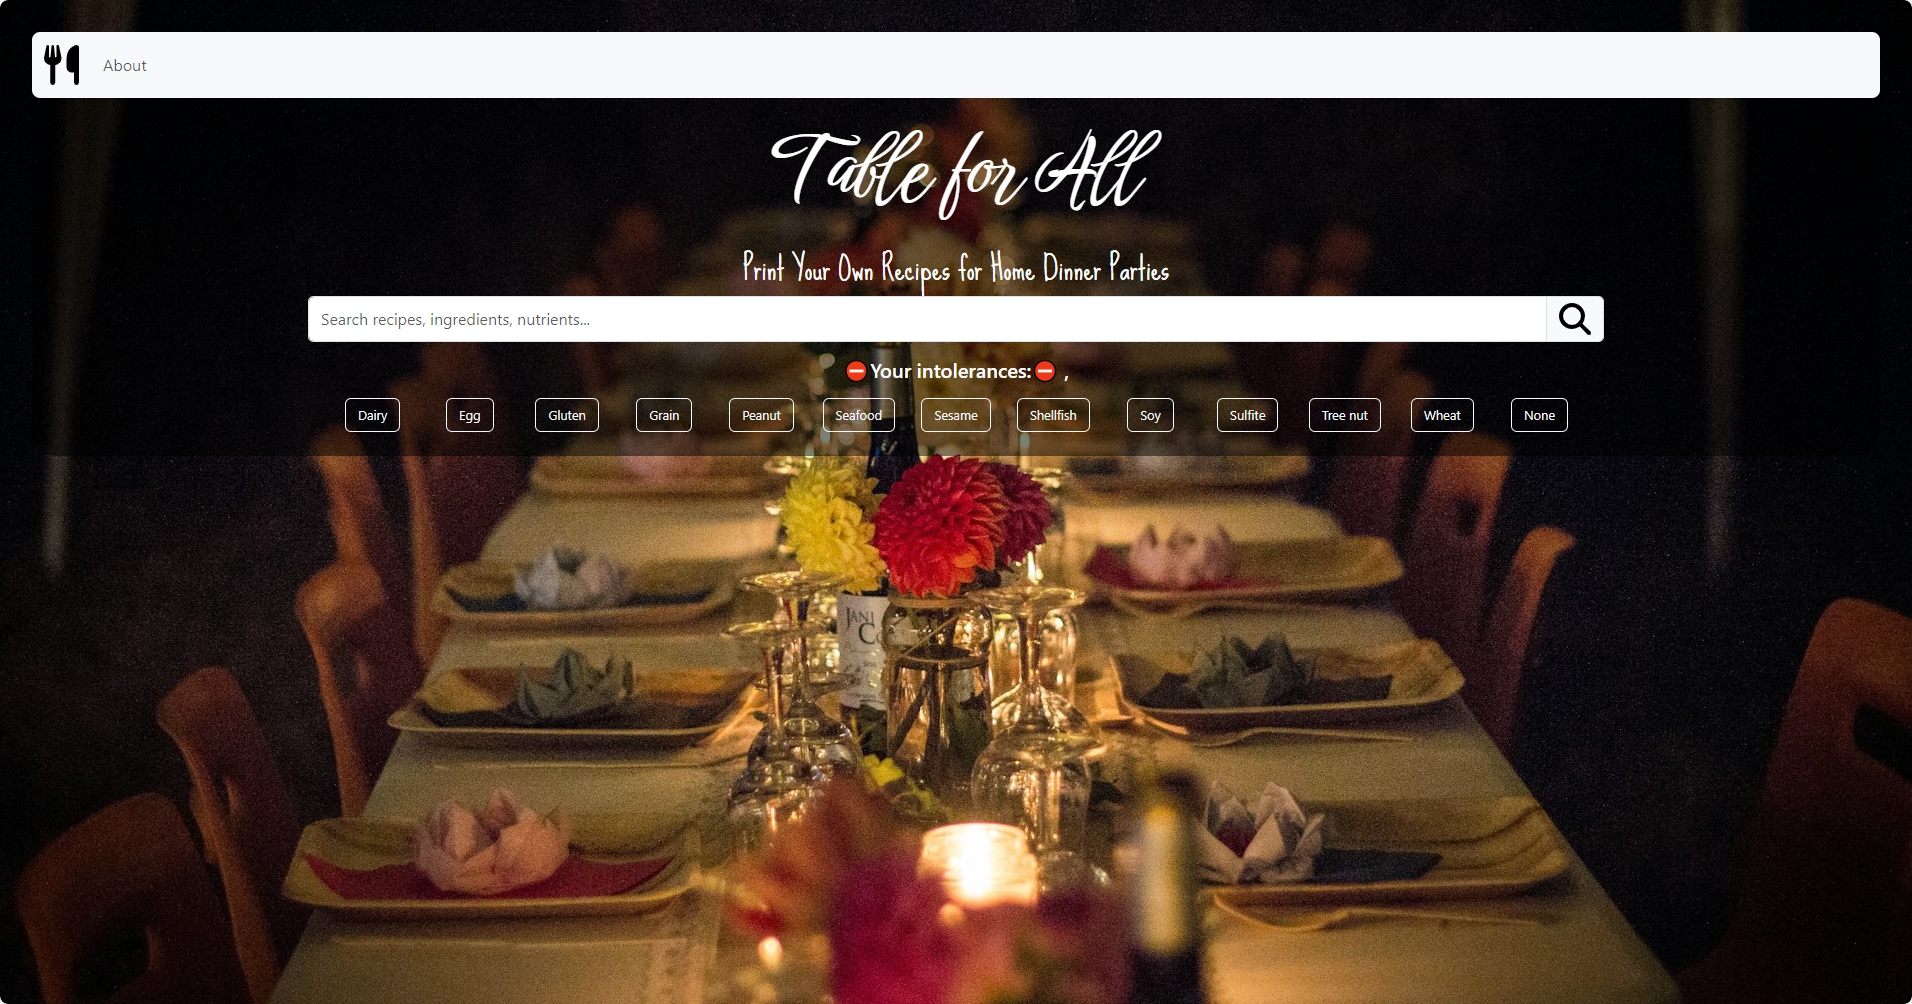 About
Table for All
Print Your Own Recipes for Home Dinner Parties
Search recipes, ingredients, nutrients...
⛔Your intolerances:⛔ ,
Dairy Egg Gluten Grain Peanut Seafood Sesame Shellfish Soy Sulfite Tree nut Wheat None
JANI